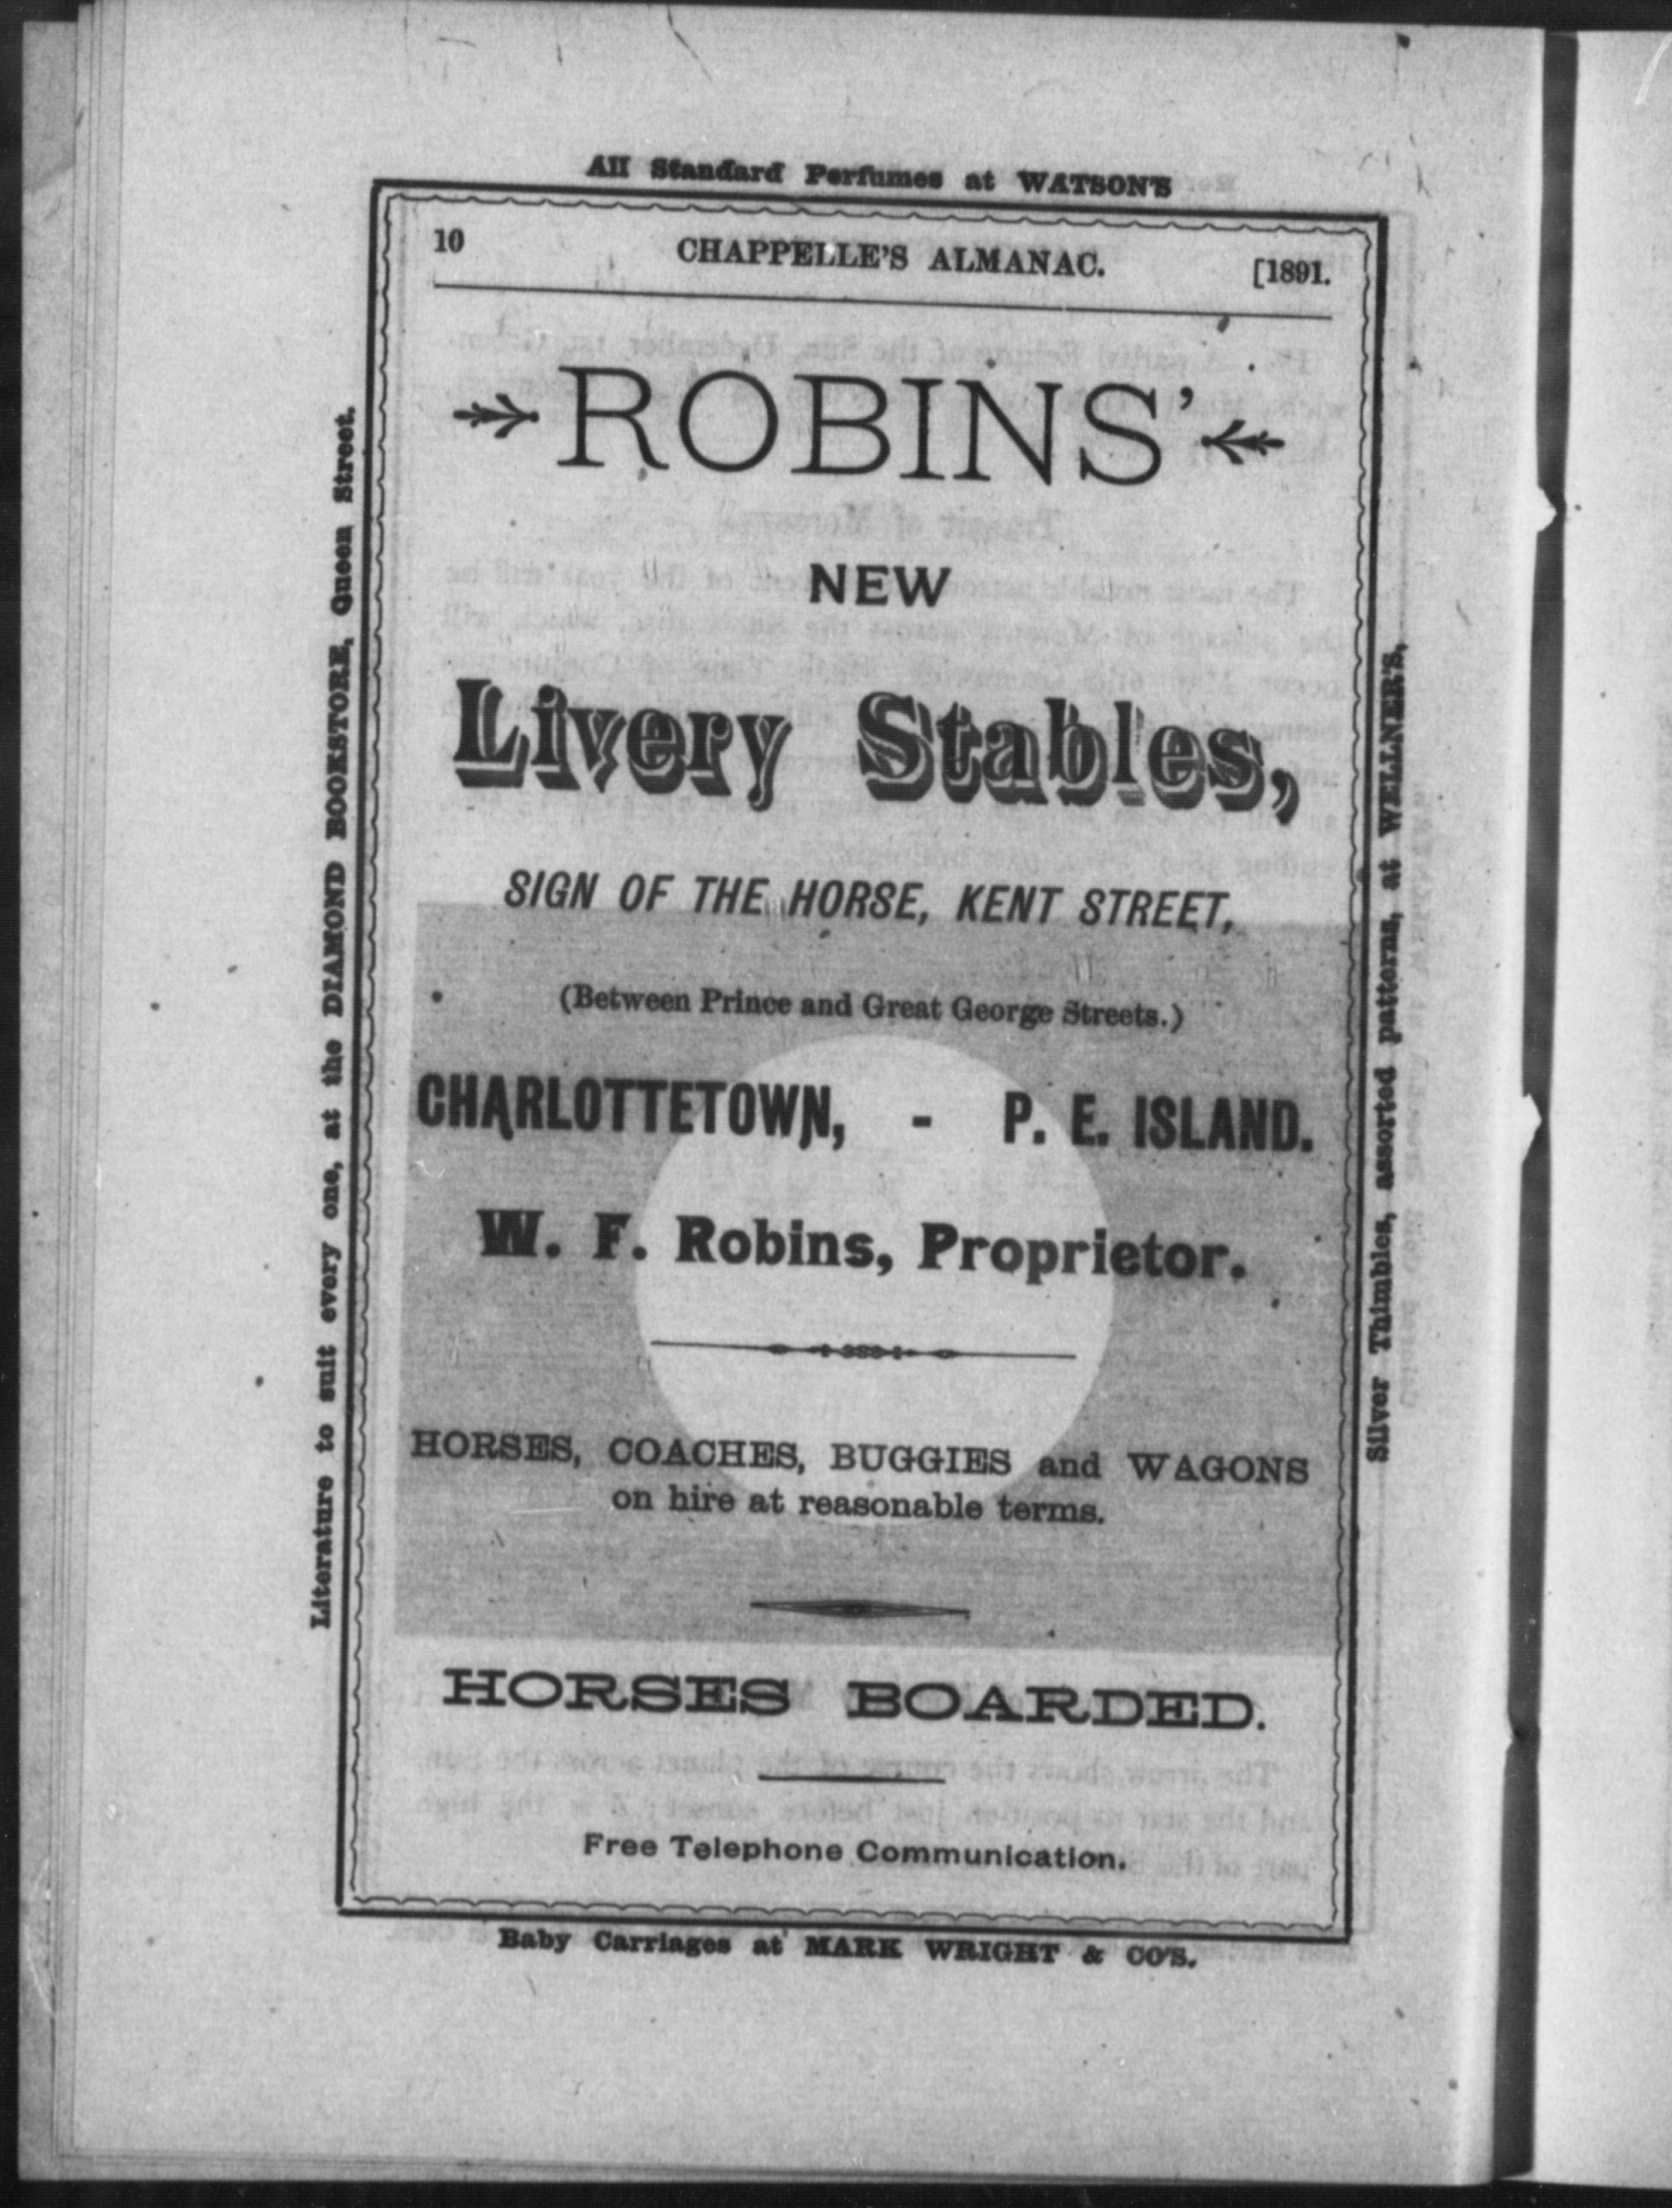 All Standard Perfumes at WATSON'S
10 CHAPPELLE'S ALMANAC. [1891.
ROBINS'
NEW
Livery Stables,
SIGN OF THE HORSE, KENT STREET,
(Between Prince and Great George Streets.)
CHARLOTTETOWN, - P. E. ISLAND.
W. F. Robins, Proprietor.
HORSES, COACHES, BUGGIES and WAGONS
on hire at reasonable terms.
HORSES BOARDED.
Free Telephone Communication.
Baby Carriages at MARK WRIGHT & CO'S.
Literature to suit every one, at the DIAMOND BOOKSTORE, Queen Street.
Silver Thimbles, assorted patterns, at WELLNER'S,